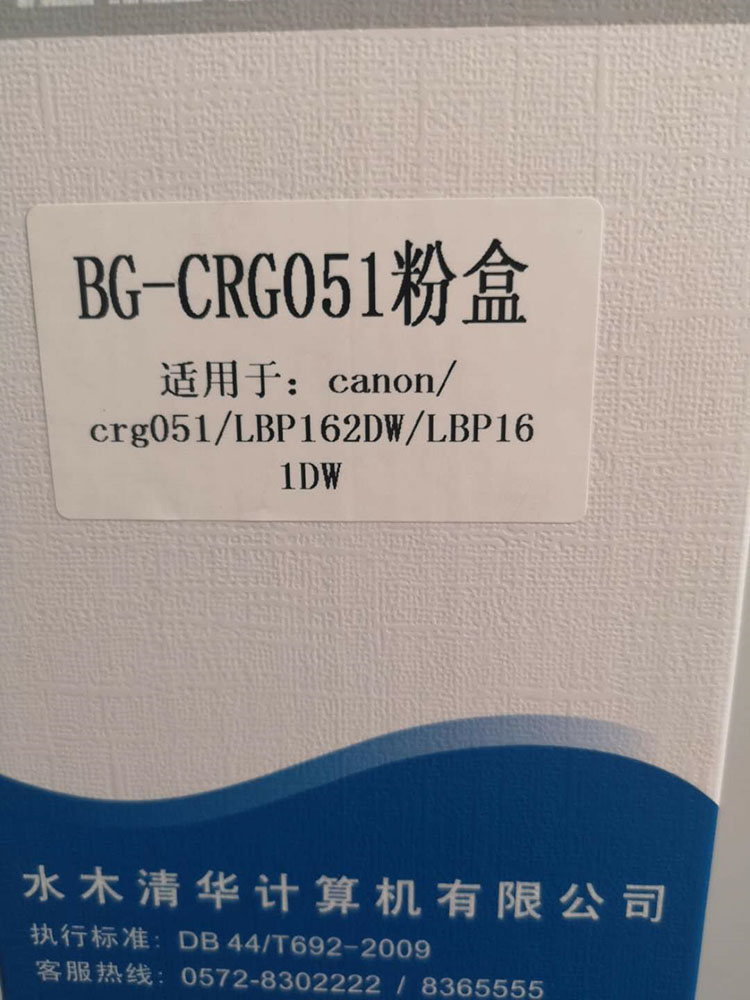 BG-CRG051粉盒
适用于：canon/
crg051/LBP162DW/LBP16
1DW
水木清华计算机有限公司
执行标准：DB 44/T692-2009
客服热线：0572-8302222 / 8365555